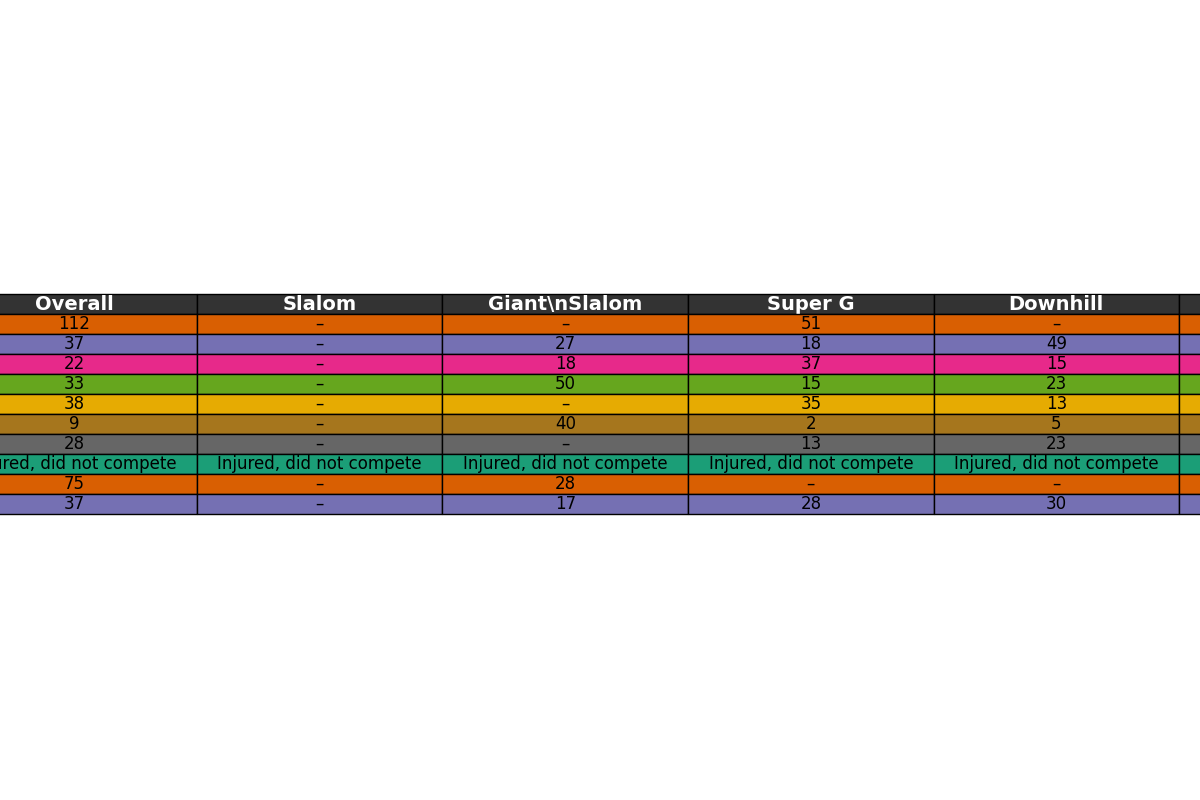 Overall Slalom Giant\nSlalom Super G Downhill
112 – – 51 –
37 – 27 18 49
22 – 18 37 15
33 – 50 15 23
38 – – 35 13
9 – 40 2 5
28 – – 13 23
did not compete Injured, did not compete Injured, did not compete Injured, did not compete Injured, did not compete
75 – 28 – –
37 – 17 28 30